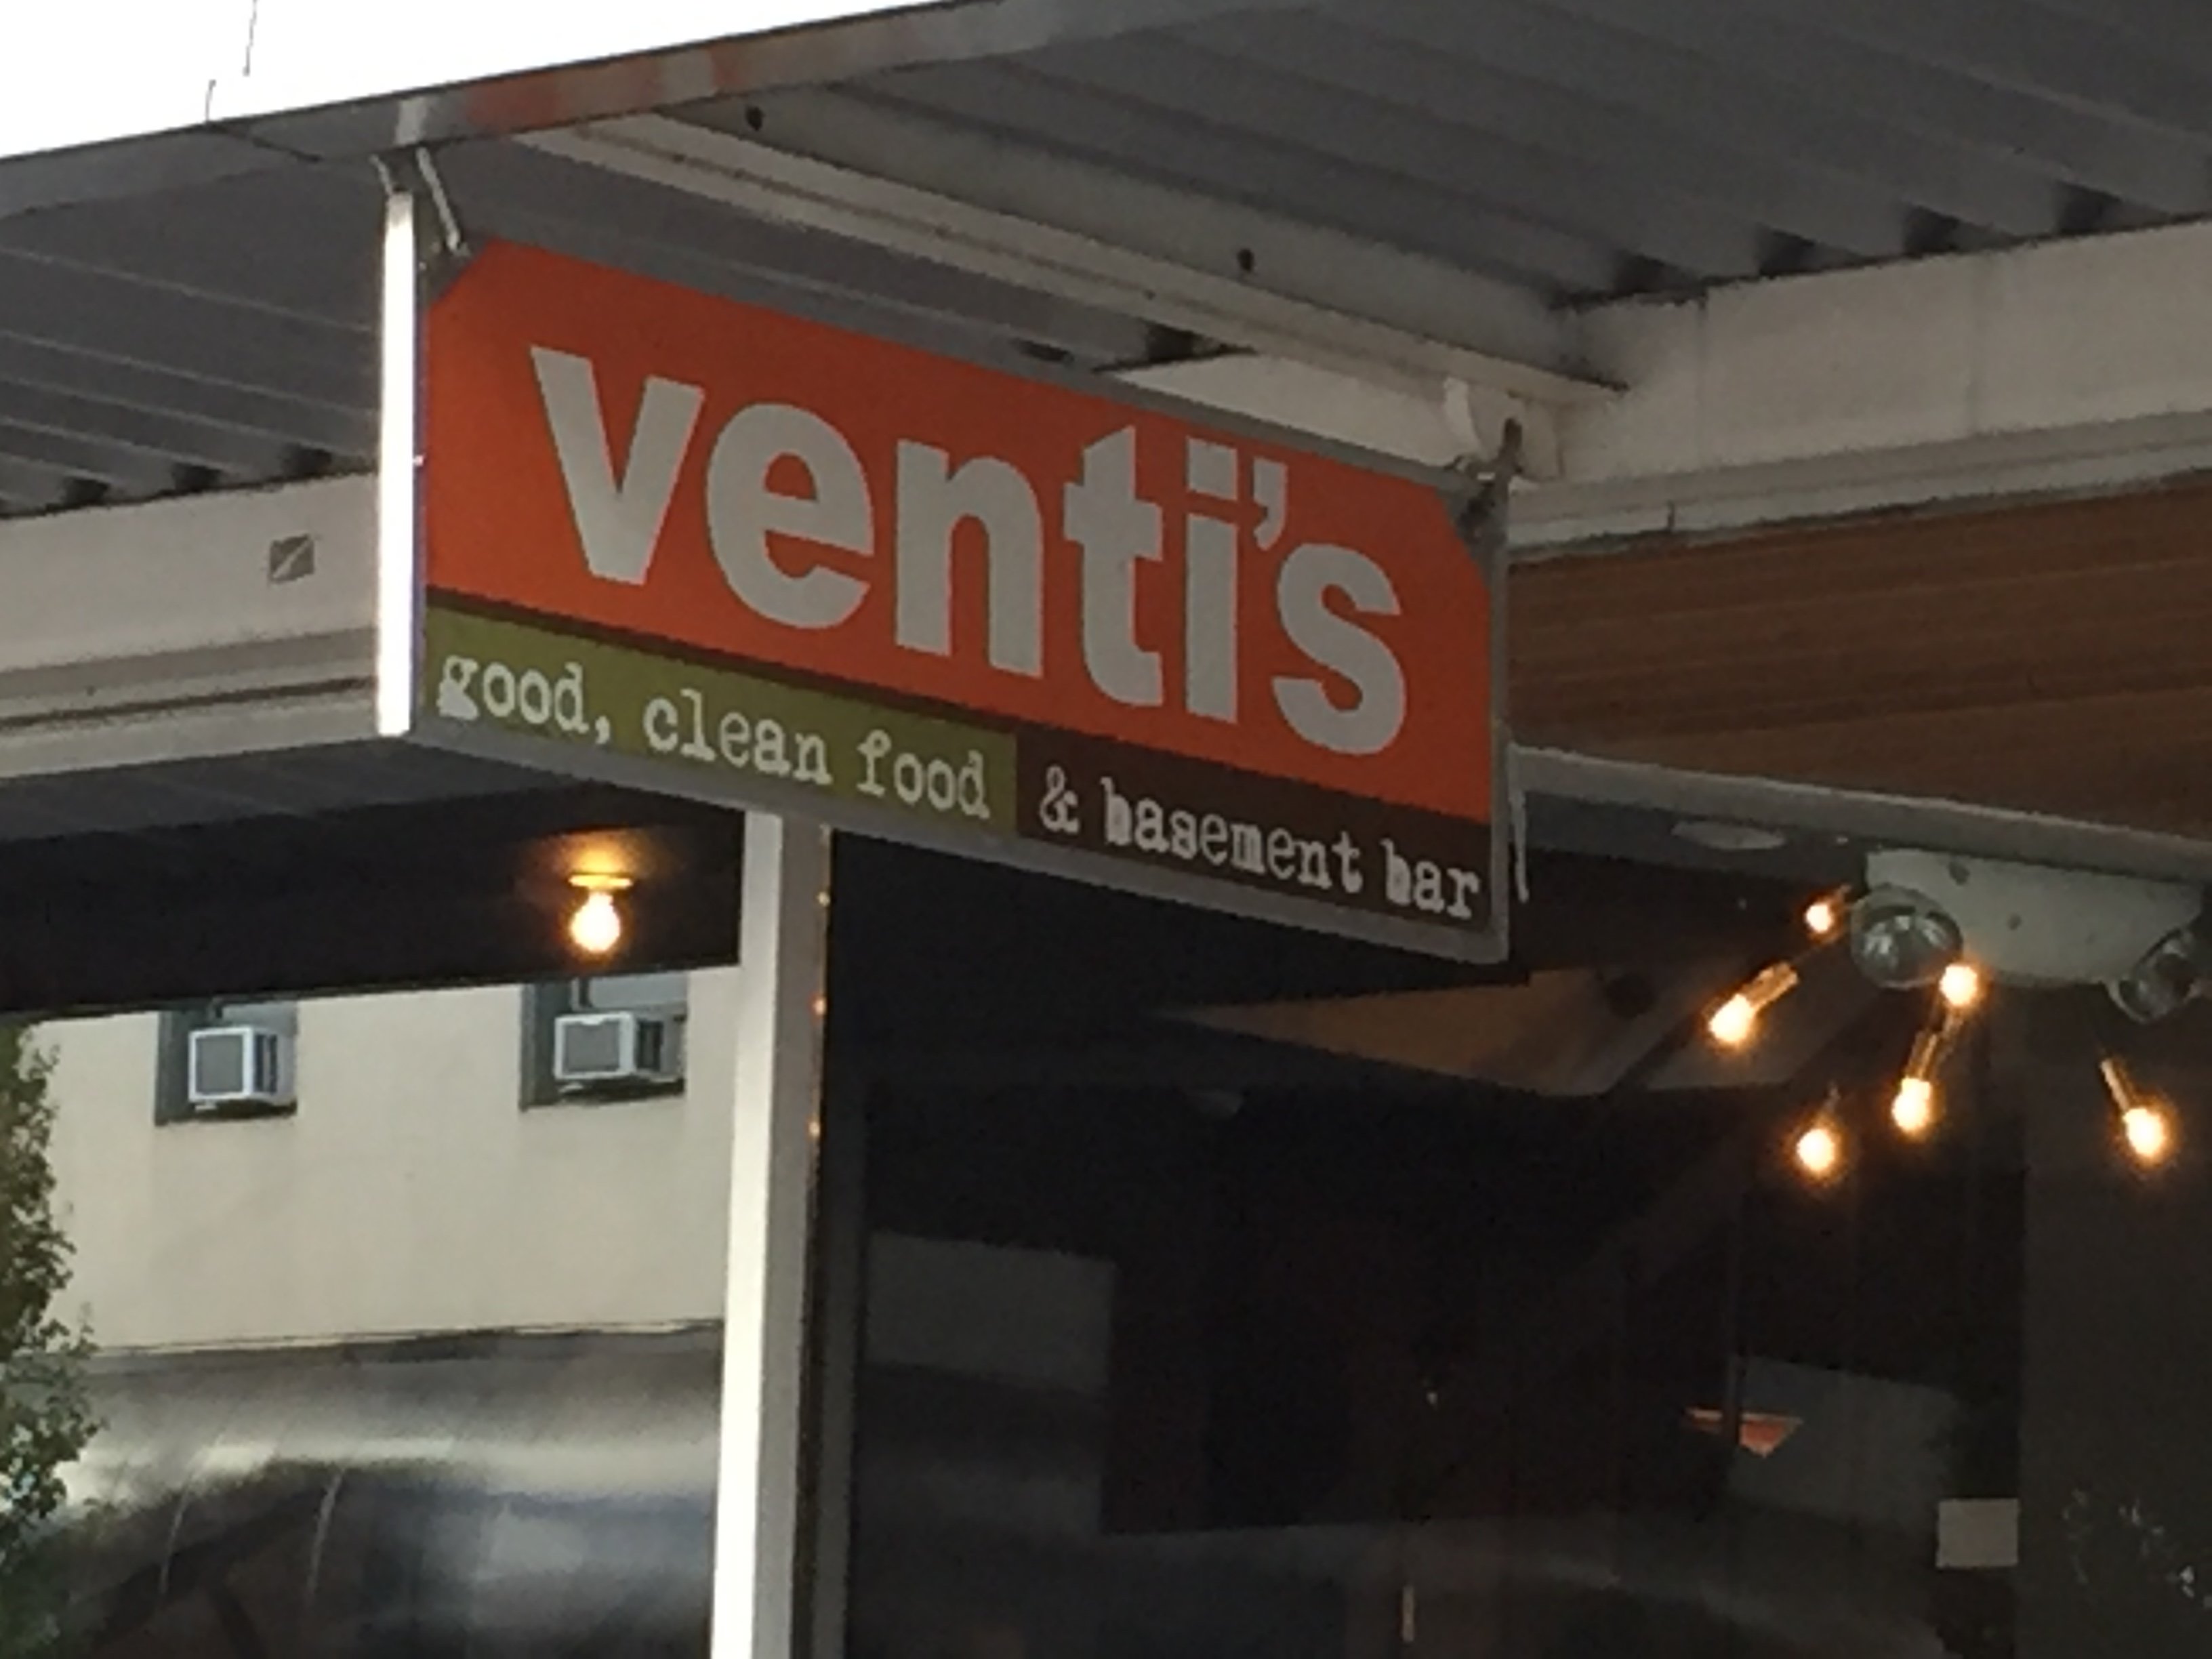 venti's
good, clean food & basement bar